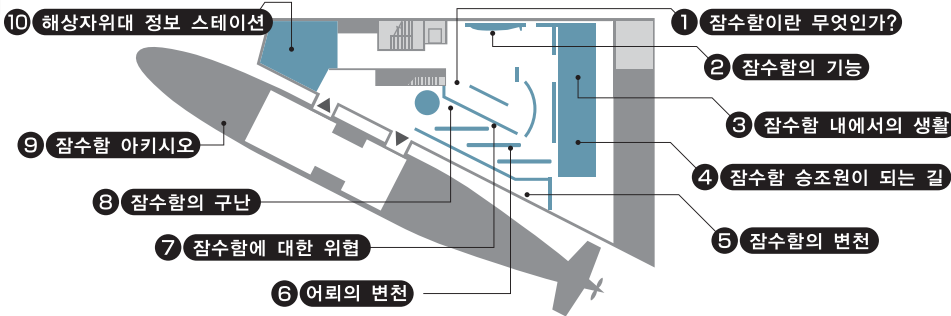 ① 잠수함이란 무엇인가?
② 잠수함의 기능
③ 잠수함 내에서의 생활
④ 잠수함 승조원이 되는 길
⑤ 잠수함의 변천
⑥ 어뢰의 변천
⑦ 잠수함에 대한 위협
⑧ 잠수함의 구난
⑨ 잠수함 아키시오
⑩ 해상자위대 정보 스테이션